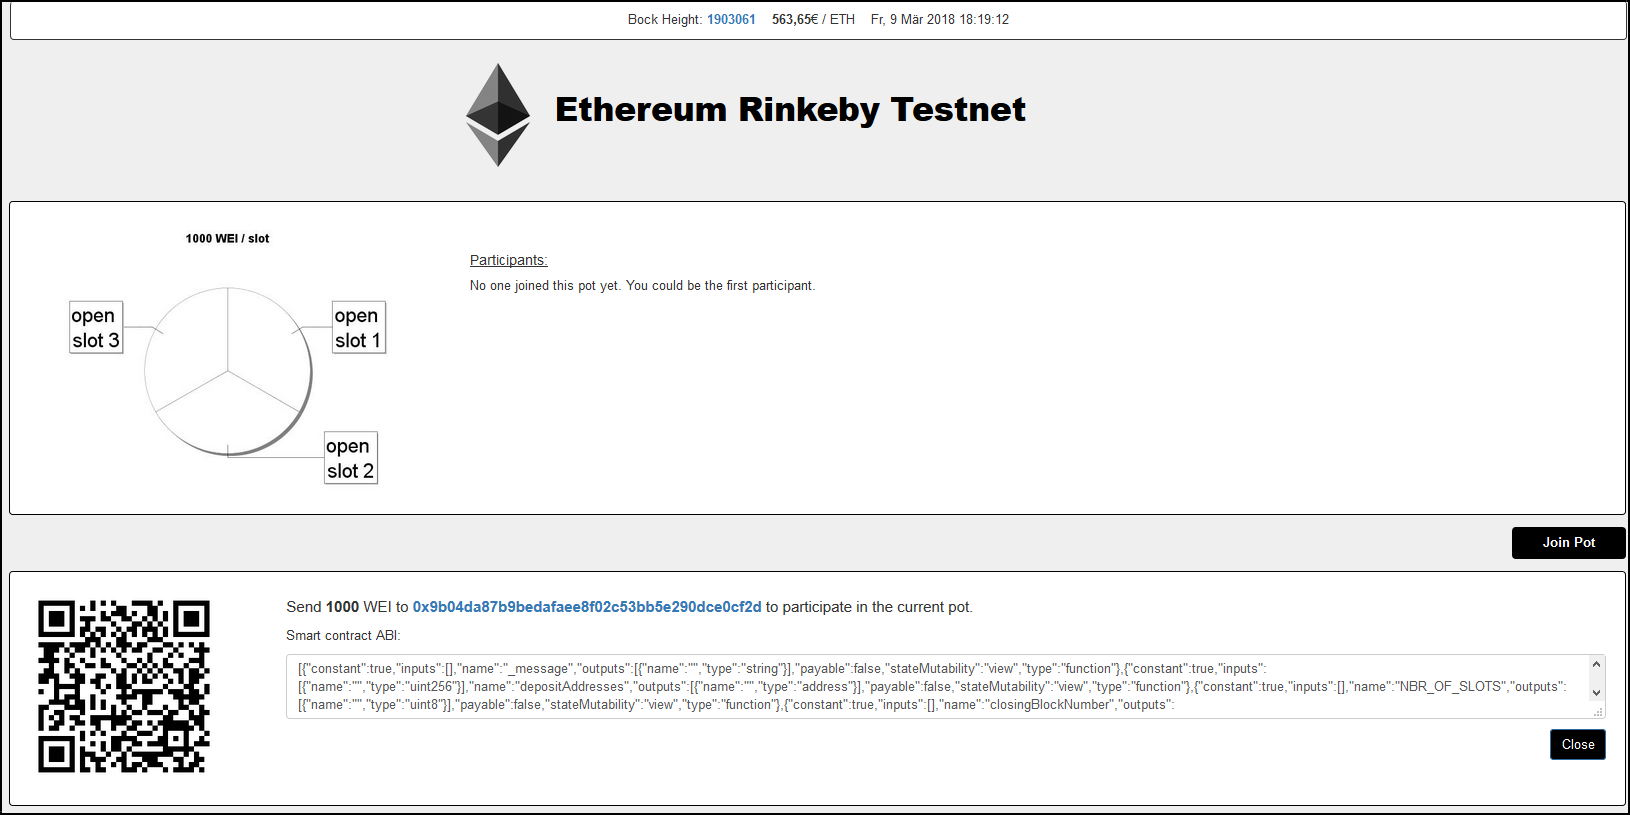 Bock Height: 1903061 563,65€ / ETH Fr, 9 Mär 2018 18:19:12
Ethereum Rinkeby Testnet
1000 WEI / slot
Participants:
No one joined this pot yet. You could be the first participant.
open
slot 3
open
slot 1
open
slot 2
Join Pot
Send 1000 WEI to 0x9b04da87b9bedafaee8f02c53bb5e290dce0cf2d to participate in the current pot.
Smart contract ABI:
[{"constant":true,"inputs":[],"name":"_message","outputs":[{"name":"","type":"string"}],"payable":false,"stateMutability":"view","type":"function"},{"constant":true,"inputs":
[{"name":"","type":"uint256"}],"name":"depositAddresses","outputs":[{"name":"","type":"address"}],"payable":false,"stateMutability":"view","type":"function"},{"constant":true,"inputs":[],"name":"NBR_OF_SLOTS","outputs":
[{"name":"","type":"uint8"}],"payable":false,"stateMutability":"view","type":"function"},{"constant":true,"inputs":[],"name":"closingBlockNumber","outputs":
Close